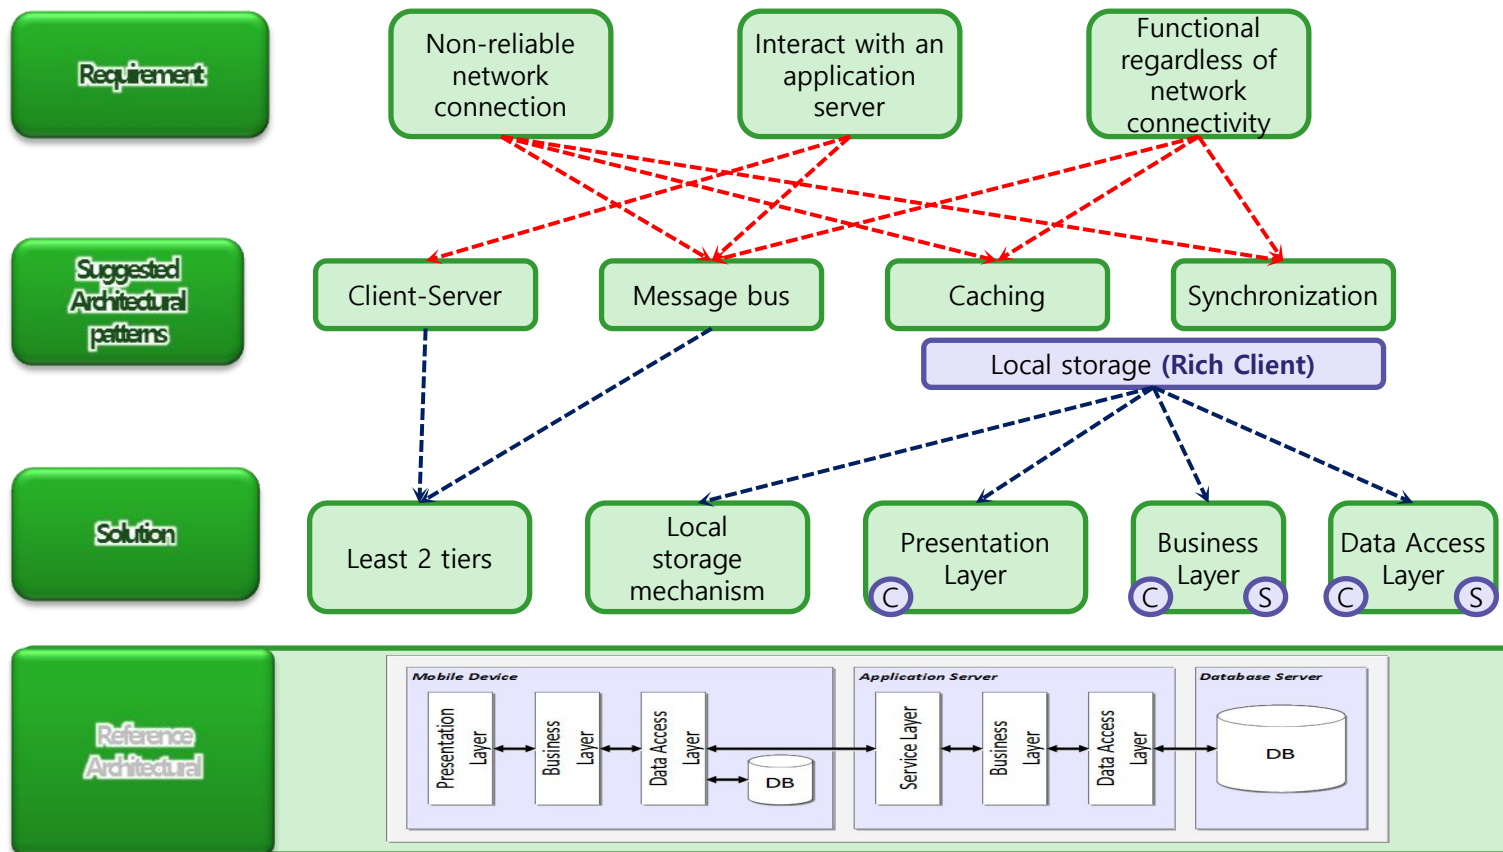 Requirement
Non-reliable
network
connection
Interact with an
application
server
Functional
regardless of
network
connectivity
Suggested
Architectural
patterns
Client-Server
Message bus
Caching
Synchronization
Local storage (Rich Client)
Solution
Least 2 tiers
Local
storage
mechanism
Presentation
Layer
C
Business
Layer
C
S
Data Access
Layer
C
S
Reference
Architectural
Mobile Device
Presentation
Layer
Business
Layer
Data Access
Layer
DB
Application Server
Service Layer
Business
Layer
Data Access
Layer
Database Server
DB